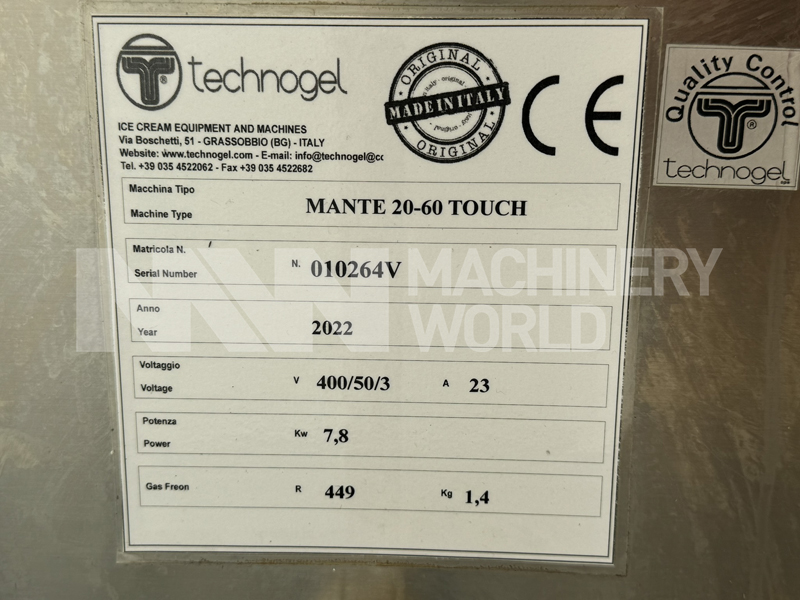 technogel
ORIGINAL
MADE IN ITALY
ORIGINAL
CE
Quality Control
technogel
ICE CREAM EQUIPMENT AND MACHINES
Via Boschetti, 51 - GRASSOBBIO (BG) - ITALY
Website: www.technogel.com - E-mail: info@technogel@cc
Tel. +39 035 4522062 - Fax +39 035 4522682
Macchina Tipo
Machine Type MANTE 20-60 TOUCH
Matricola N.
Serial Number N. 010264V
Anno
Year 2022
Voltaggio
Voltage V 400/50/3 A 23
Potenza
Power Kw 7,8
Gas Freon R 449 Kg 1,4
MACHINERY
WORLD